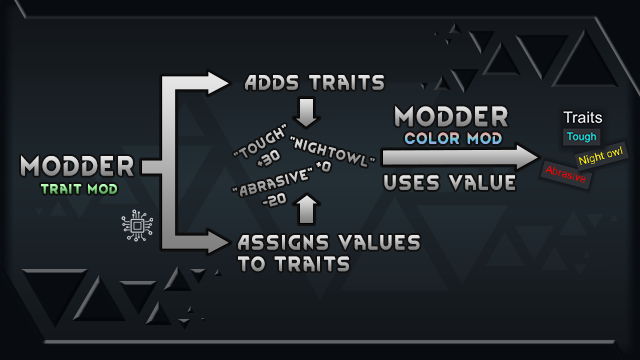 MODDER
TRAIT MOD
ADDS TRAITS
"TOUGH"
+30
"NIGHTOWL"
+0
"ABRASIVE"
-20
ASSIGNS VALUES
TO TRAITS
MODDER
COLOR MOD
USES VALUE
Traits
Tough
Night owl
Abrasive